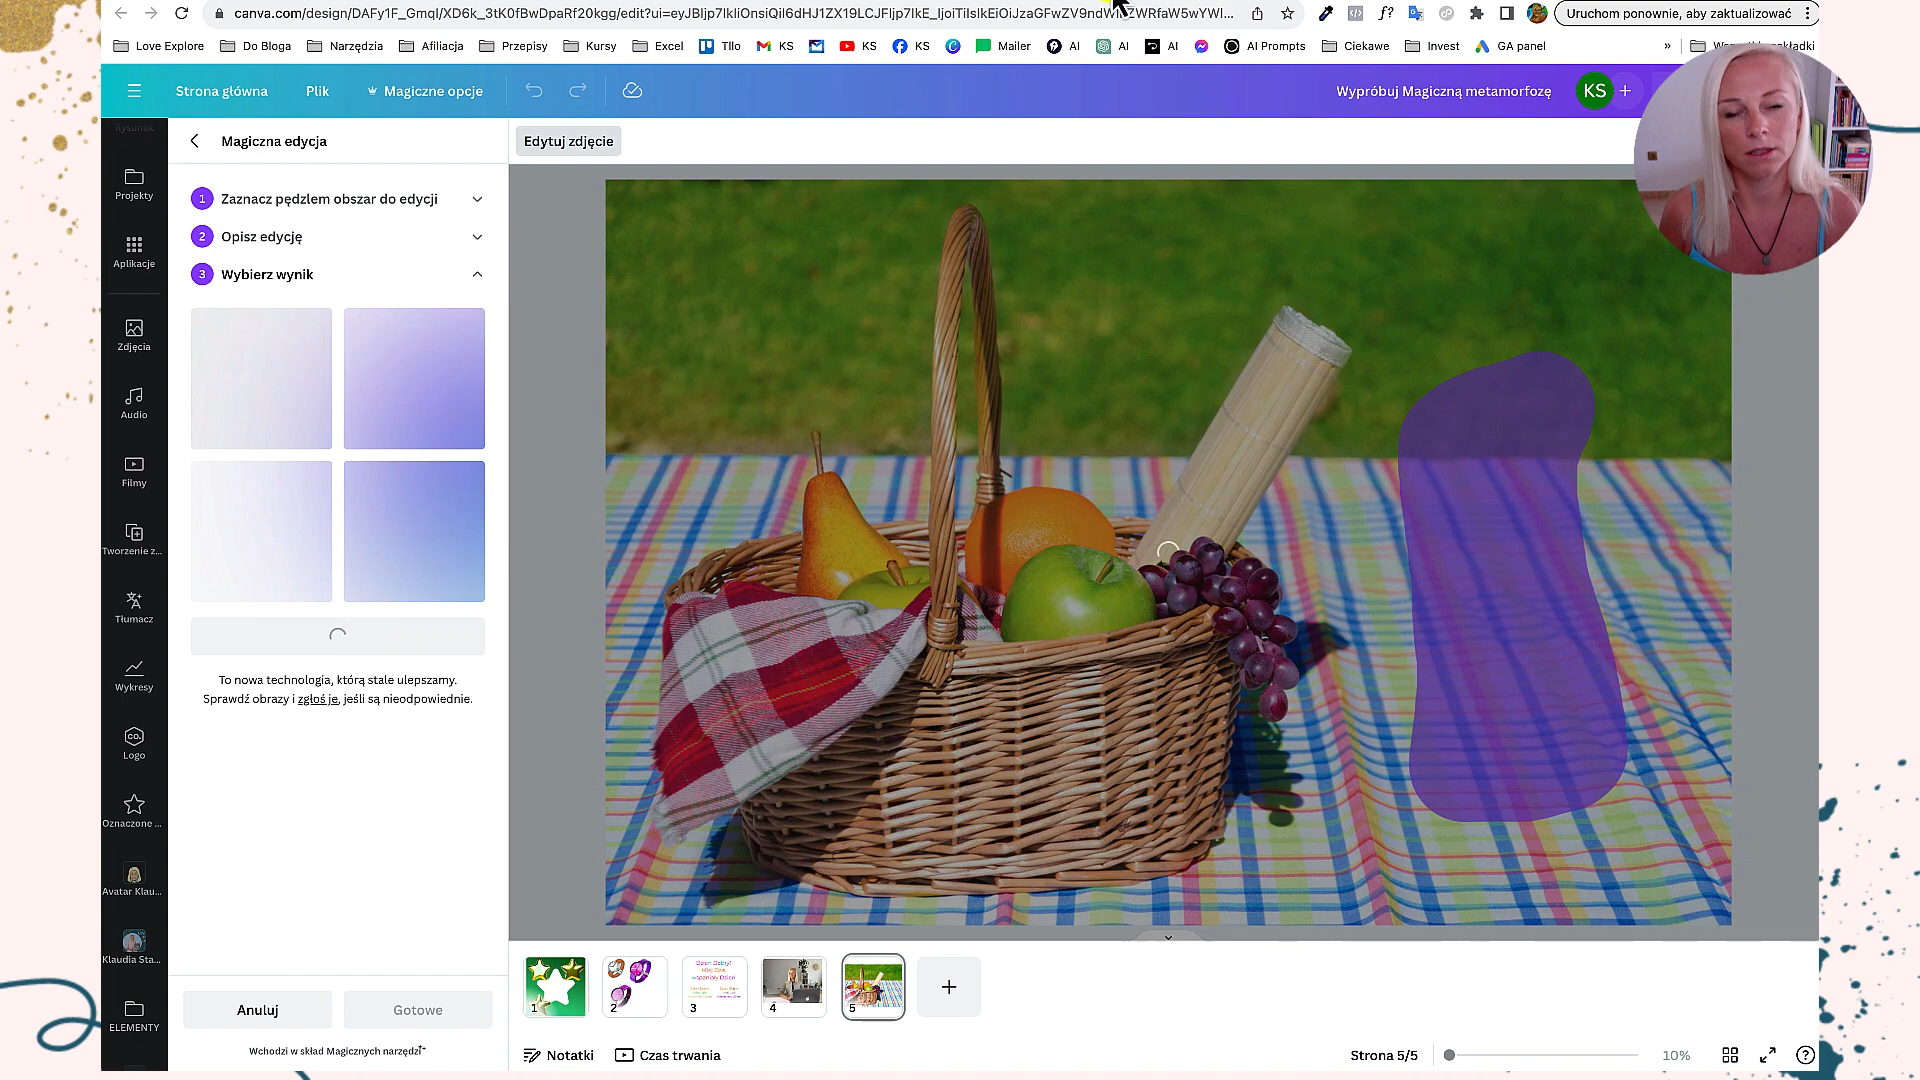 canva.com/design/DAFy1F_GmqI/XD6k_3tK0fBwDpaRf20kgg/edit?ui=
Uruchom ponownie, aby zaktualizować
Love Explore
Do Bloga
Narzędzia
Afiliacja
Przepisy
Kursy
Excel
Tllo
KS
KS
KS
Mailer
AI
AI
AI
AI Prompts
Ciekawe
Invest
GA panel
»
Strona główna
Plik
Magiczne opcje
Wypróbuj Magiczną metamorfozę
KS
+
Rysunek
Projekty
Aplikacje
Zdjęcia
Audio
Filmy
Tworzenie z...
Tłumacz
Wykresy
CO.
Logo
Oznaczone ...
Avatar Klau...
Klaudia Sta...
ELEMENTY
Magiczna edycja
1 Zaznacz pędzlem obszar do edycji
2 Opisz edycję
3 Wybierz wynik
To nowa technologia, którą stale ulepszamy.
Sprawdź obrazy i zgłoś je, jeśli są nieodpowiednie.
Anuluj
Gotowe
Wchodzi w skład Magicznych narzędzi
Edytuj zdjęcie
1
2
Dzień Dobry!
3
4
5
+
Notatki
Czas trwania
Strona 5/5
10%
?